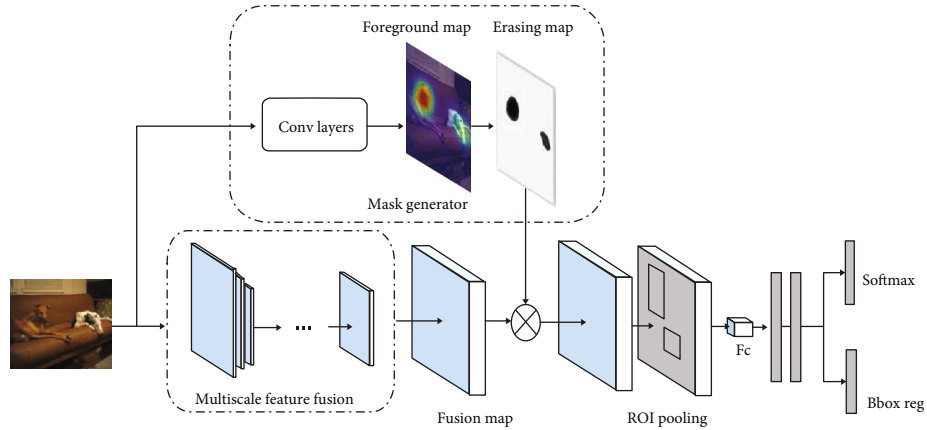 Foreground map
Erasing map
Conv layers
Mask generator
...
Multiscale feature fusion
Fusion map
ROI pooling
Fc
Softmax
Bbox reg